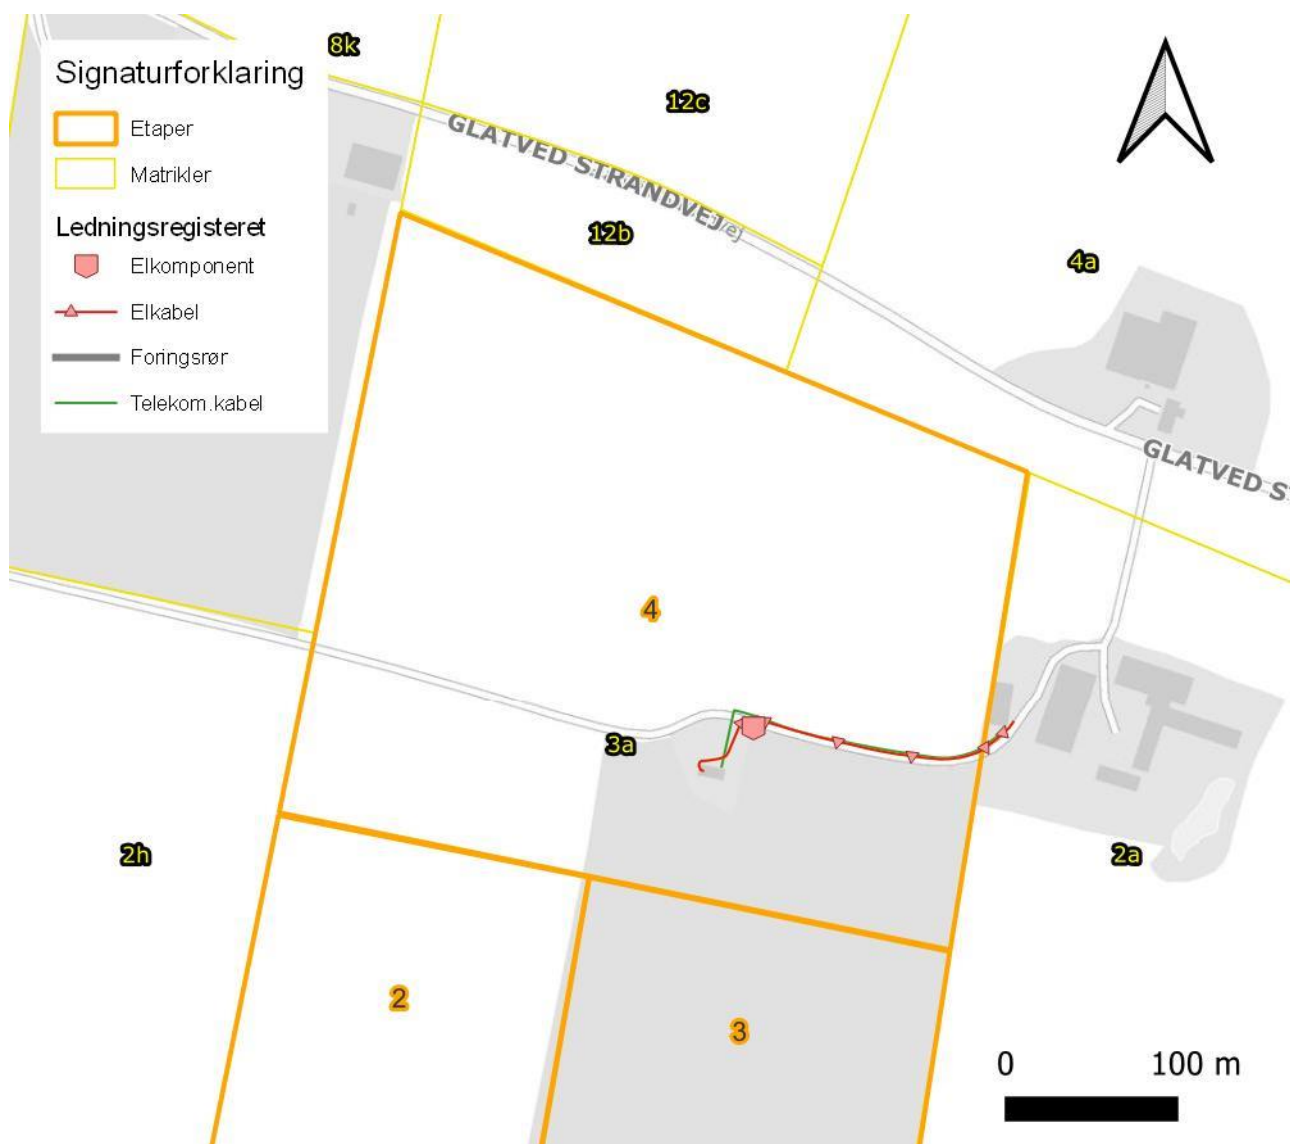 8k
Signaturforklaring
12c
Etaper
GLATVED STRANDVEJ
ej
Matrikler
Ledningsregisteret
12b
Elkomponent
4a
Elkabel
Foringsrør
Telekom.kabel
GLATVED S
4
3a
2h
2a
2
3
0 100 m